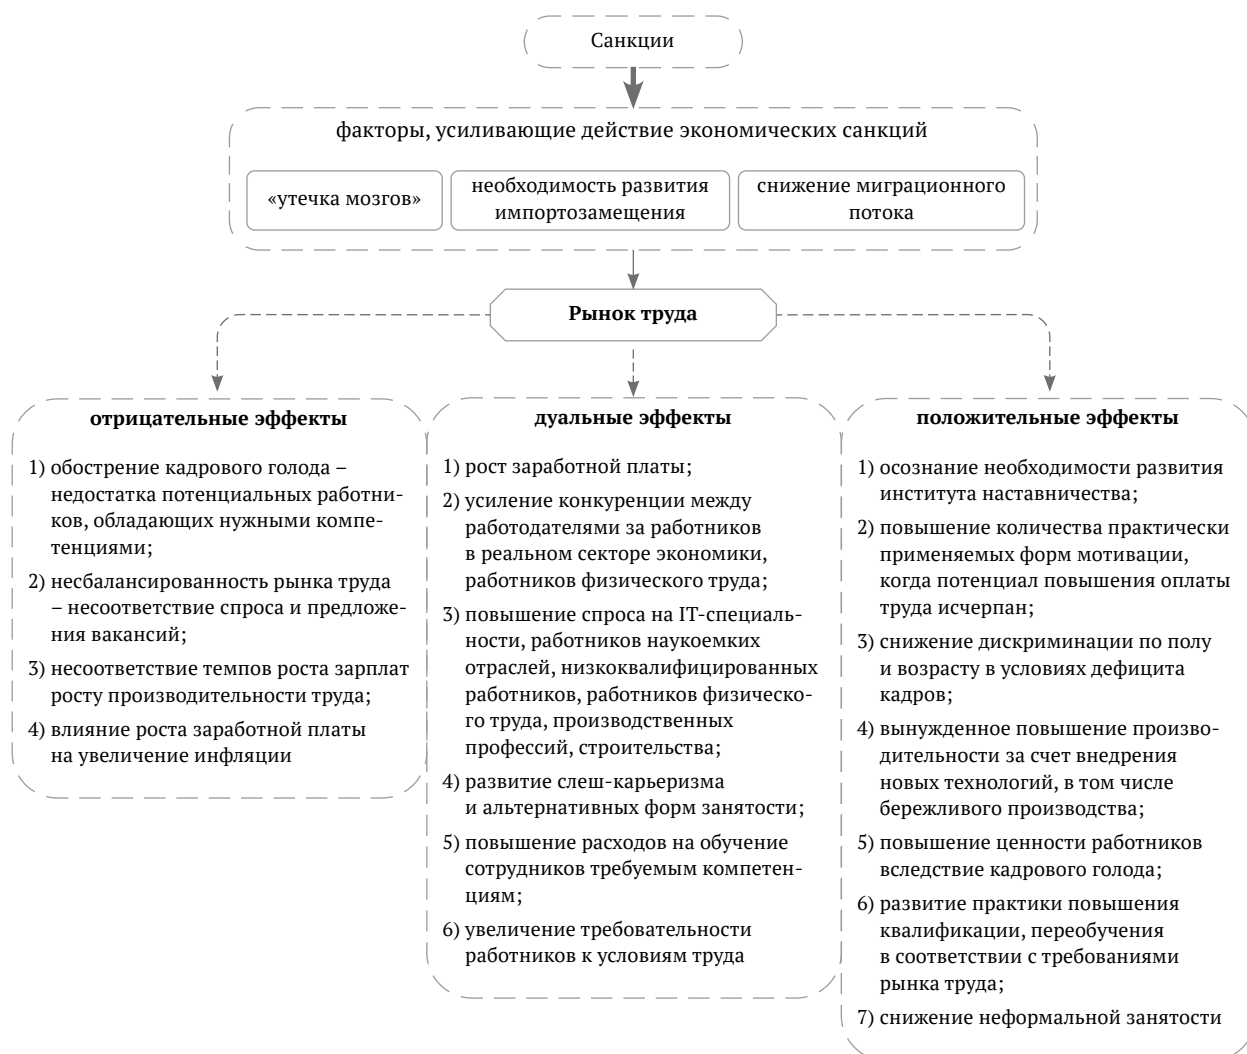 Санкции
факторы, усиливающие действие экономических санкций
«утечка мозгов»
необходимость развития
импортозамещения
снижение миграционного
потока
Рынок труда
отрицательные эффекты
1) обострение кадрового голода –
недостатка потенциальных работни-
ков, обладающих нужными компе-
тенциями;
2) несбалансированность рынка труда
– несоответствие спроса и предложе-
ния вакансий;
3) несоответствие темпов роста зарплат
росту производительности труда;
4) влияние роста заработной платы
на увеличение инфляции
дуальные эффекты
1) рост заработной платы;
2) усиление конкуренции между
работодателями за работников
в реальном секторе экономики,
работников физического труда;
3) повышение спроса на IT-специаль-
ности, работников наукоемких
отраслей, низкоквалифицированных
работников, работников физическо-
го труда, производственных
профессий, строительства;
4) развитие слеш-карьеризма
и альтернативных форм занятости;
5) повышение расходов на обучение
сотрудников требуемым компетен-
циям;
6) увеличение требовательности
работников к условиям труда
положительные эффекты
1) осознание необходимости развития
института наставничества;
2) повышение количества практически
применяемых форм мотивации,
когда потенциал повышения оплаты
труда исчерпан;
3) снижение дискриминации по полу
и возрасту в условиях дефицита
кадров;
4) вынужденное повышение произво-
дительности за счет внедрения
новых технологий, в том числе
бережливого производства;
5) повышение ценности работников
вследствие кадрового голода;
6) развитие практики повышения
квалификации, переобучения
в соответствии с требованиями
рынка труда;
7) снижение неформальной занятости